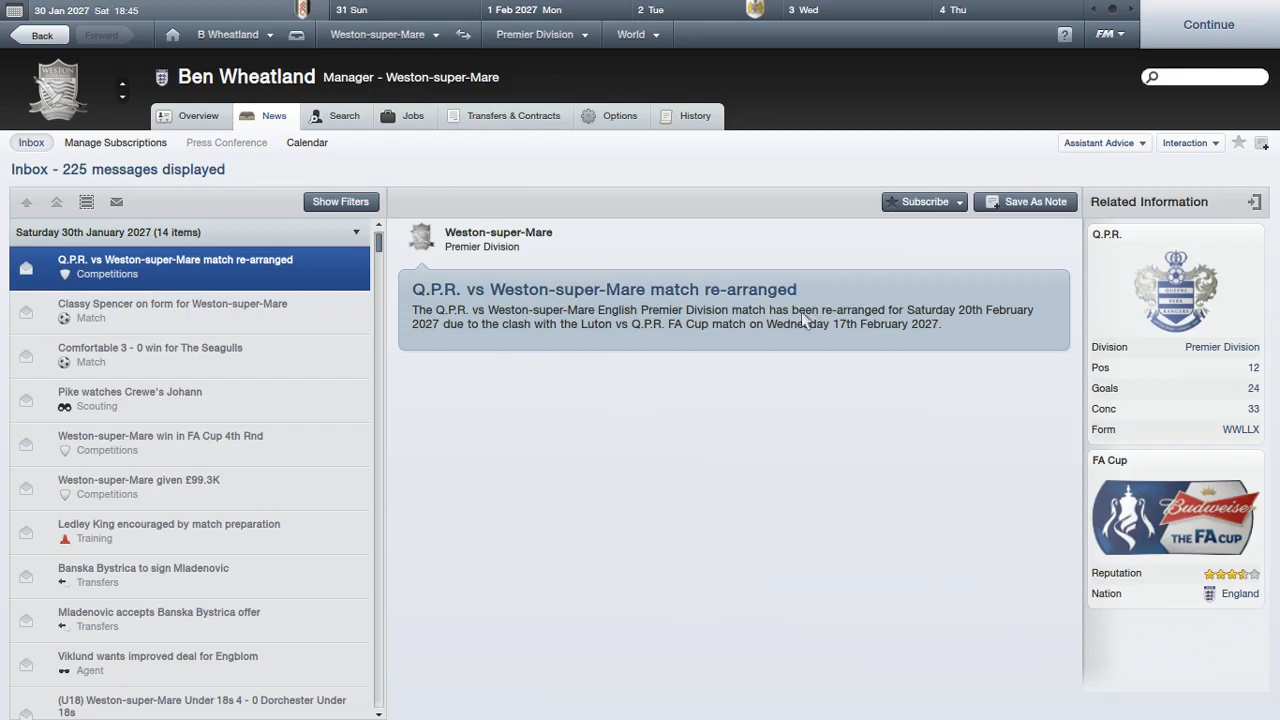 30 Jan 2027 Sat 18:45
31 Sun
1 Feb 2027 Mon
2 Tue
3 Wed
4 Thu
Continue
Back
Forward
B Wheatland
Weston-super-Mare
Premier Division
World
?
FM
WESTON
Ben Wheatland
Manager - Weston-super-Mare
Overview
News
Search
Jobs
Transfers & Contracts
Options
History
Inbox
Manage Subscriptions
Press Conference
Calendar
Assistant Advice
Interaction
Inbox - 225 messages displayed
Show Filters
Subscribe
Save As Note
Related Information
Saturday 30th January 2027 (14 items)
Q.P.R. vs Weston-super-Mare match re-arranged
Competitions
Classy Spencer on form for Weston-super-Mare
Match
Comfortable 3 - 0 win for The Seagulls
Match
Pike watches Crewe's Johann
Scouting
Weston-super-Mare win in FA Cup 4th Rnd
Competitions
Weston-super-Mare given £99.3K
Competitions
Ledley King encouraged by match preparation
Training
Banska Bystrica to sign Mladenovic
Transfers
Mladenovic accepts Banska Bystrica offer
Transfers
Viklund wants improved deal for Engblom
Agent
(U18) Weston-super-Mare Under 18s 4 - 0 Dorchester Under
18s
Weston-super-Mare
Premier Division
Q.P.R. vs Weston-super-Mare match re-arranged
The Q.P.R. vs Weston-super-Mare English Premier Division match has been re-arranged for Saturday 20th February
2027 due to the clash with the Luton vs Q.P.R. FA Cup match on Wednesday 17th February 2027.
Q.P.R.
Division Premier Division
Pos 12
Goals 24
Conc 33
Form WWLLX
FA Cup
Budweiser
THE FA CUP
Reputation
Nation England